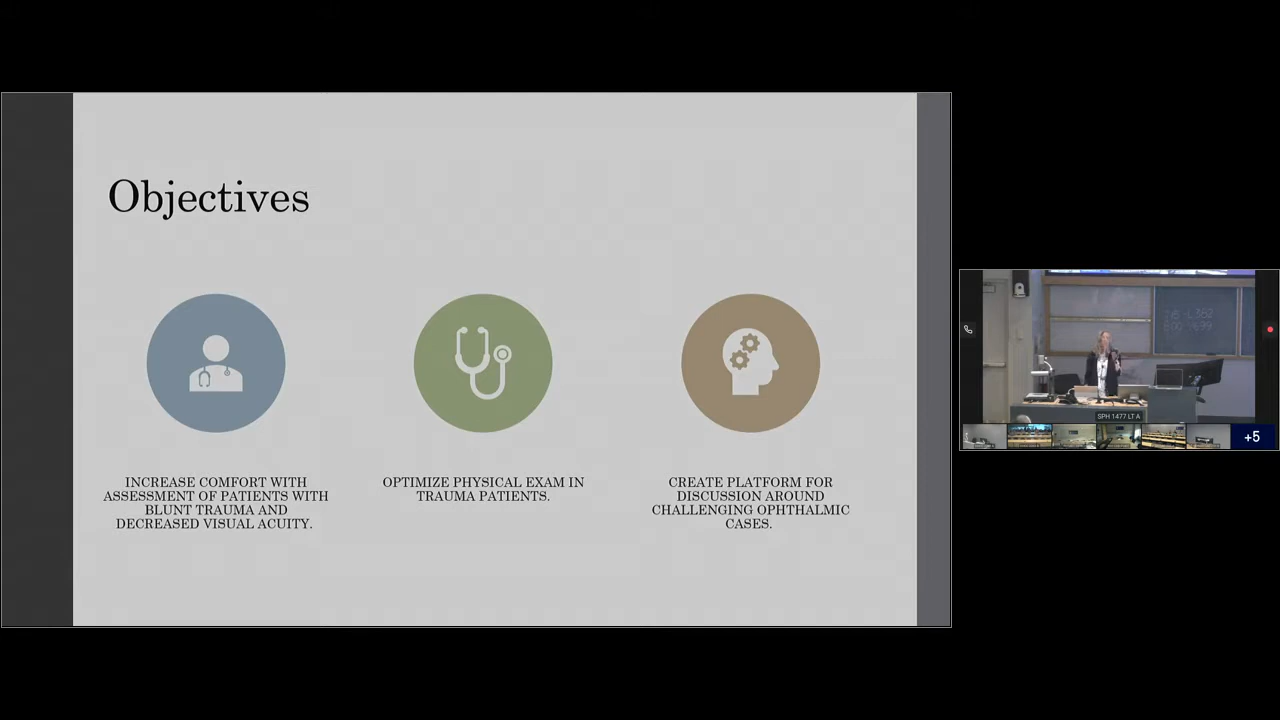 Objectives
INCREASE COMFORT WITH
ASSESSMENT OF PATIENTS WITH
BLUNT TRAUMA AND
DECREASED VISUAL ACUITY.
OPTIMIZE PHYSICAL EXAM IN
TRAUMA PATIENTS.
CREATE PLATFORM FOR
DISCUSSION AROUND
CHALLENGING OPHTHALMIC
CASES.
SPH 1477 LT A
+5